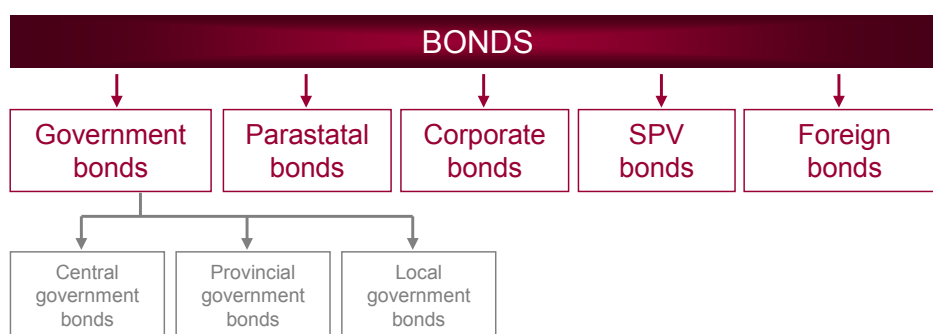 BONDS
Government
bonds
Parastatal
bonds
Corporate
bonds
SPV
bonds
Foreign
bonds
Central
government
bonds
Provincial
government
bonds
Local
government
bonds